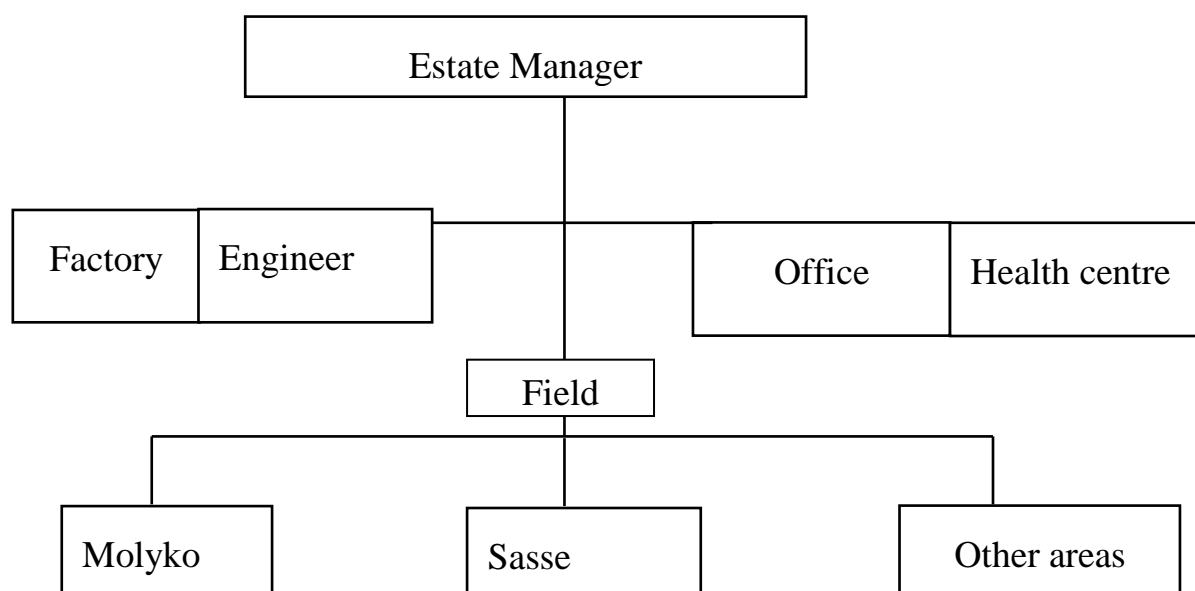 Estate Manager
Factory
Engineer
Office
Health centre
Field
Molyko
Sasse
Other areas